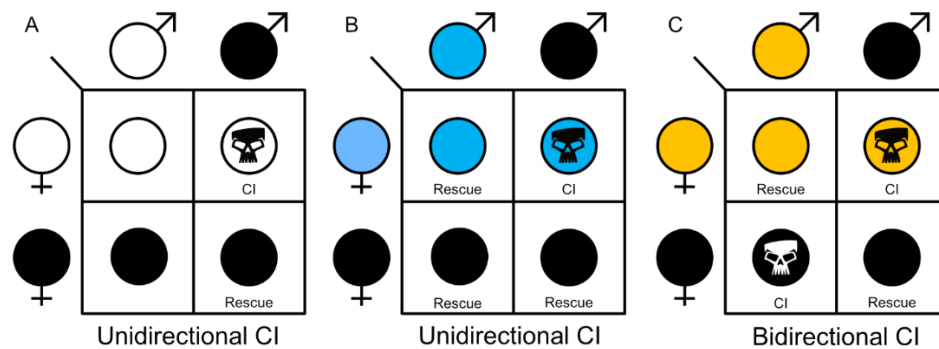 A
B
C
CI
Rescue
CI
Rescue
CI
Rescue
Rescue
Rescue
CI
Rescue
Unidirectional CI
Unidirectional CI
Bidirectional CI